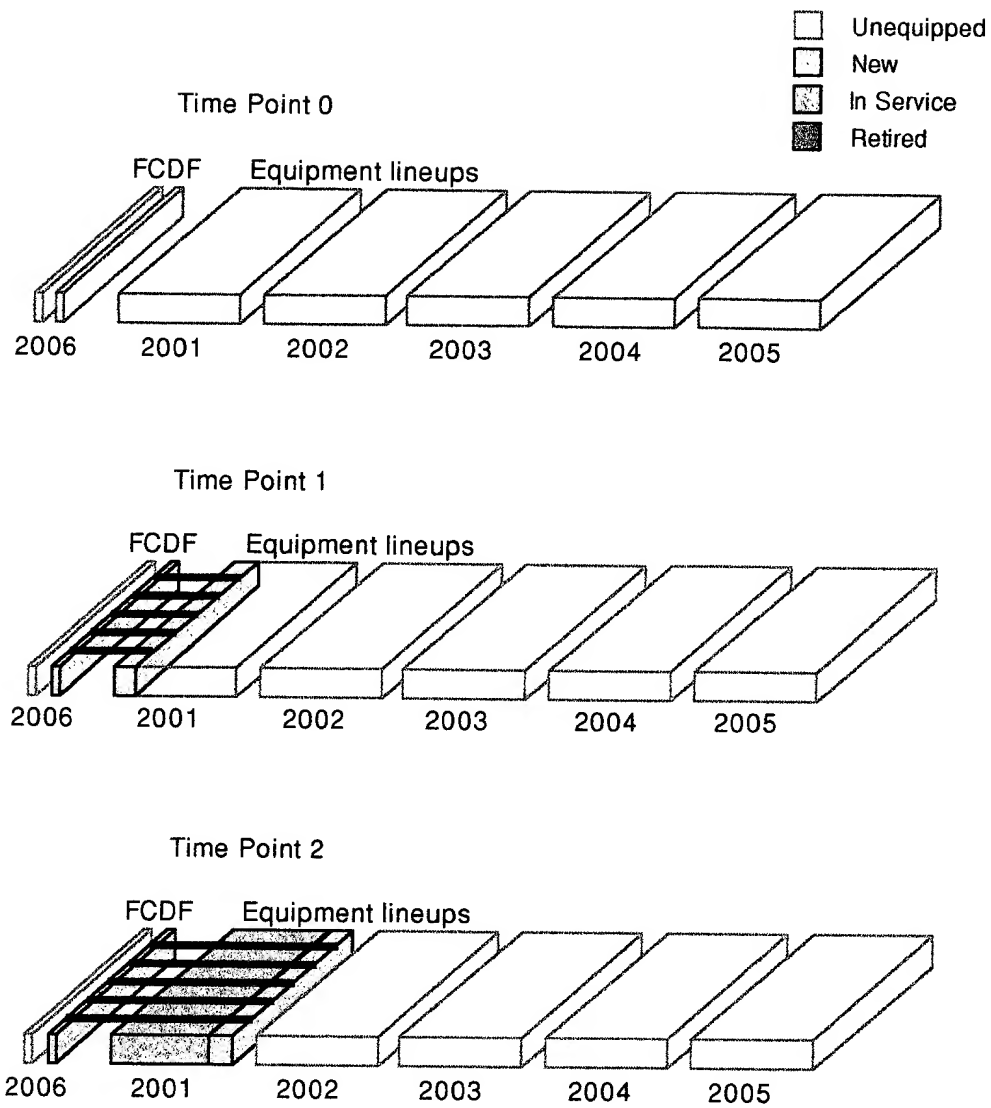 Unequipped
New
In Service
Retired
Time Point 0
FCDF Equipment lineups
2006 2001 2002 2003 2004 2005
Time Point 1
FCDF Equipment lineups
2006 2001 2002 2003 2004 2005
Time Point 2
FCDF Equipment lineups
2006 2001 2002 2003 2004 2005